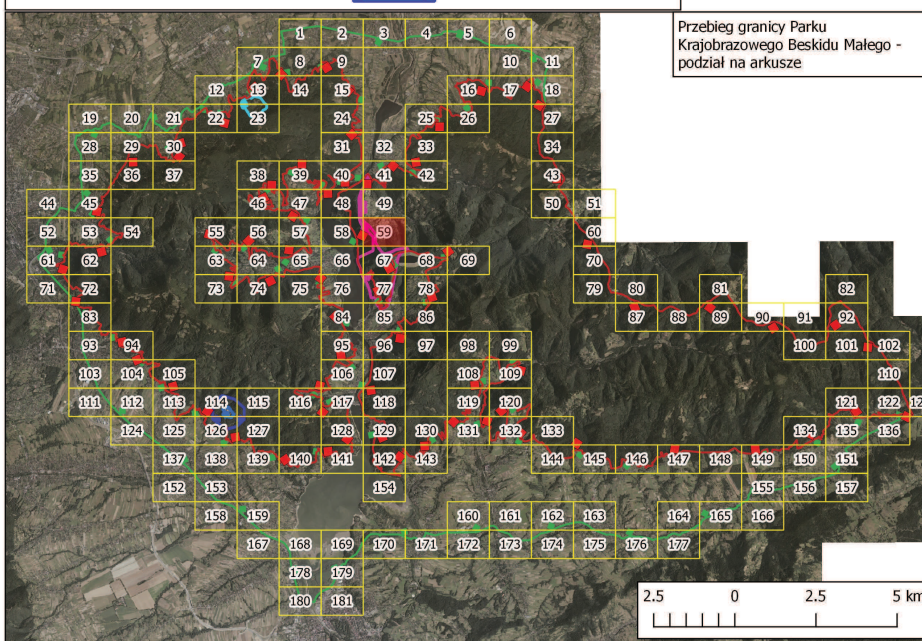 Przebieg granicy Parku
Krajobrazowego Beskidu Małego -
podział na arkusze
1 2 3 4 5 6
7 8 9 10 11
12 13 14 15 16 17 18
19 20 21 22 23 24 25 26 27
28 29 30 31 32 33 34
35 36 37 38 39 40 41 42 43
44 45 46 47 48 49 50 51
52 53 54 55 56 57 58 59 60
61 62 63 64 65 66 67 68 69 70
71 72 73 74 75 76 77 78 79 80 81 82
83 84 85 86 87 88 89 90 91 92
93 94 95 96 97 98 99 100 101 102
103 104 105 106 107 108 109 110
111 112 113 114 115 116 117 118 119 120 121 122 12
124 125 126 127 128 129 130 131 132 133 134 135 136
137 138 139 140 141 142 143 144 145 146 147 148 149 150 151
152 153 154 155 156 157
158 159 160 161 162 163 164 165 166
167 168 169 170 171 172 173 174 175 176 177
178 179
180 181
2.5 0 2.5 5 km